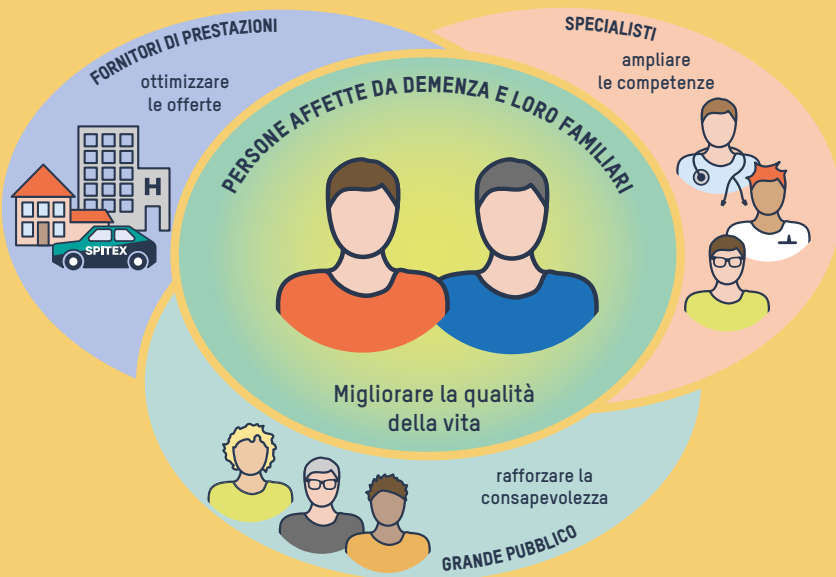 FORNITORI DI PRESTAZIONI
ottimizzare
le offerte
H
SPITEX
SPECIALISTI
ampliare
le competenze
PERSONE AFFETTE DA DEMENZA E LORO FAMILIARI
Migliorare la qualità
della vita
rafforzare la
consapevolezza
GRANDE PUBBLICO